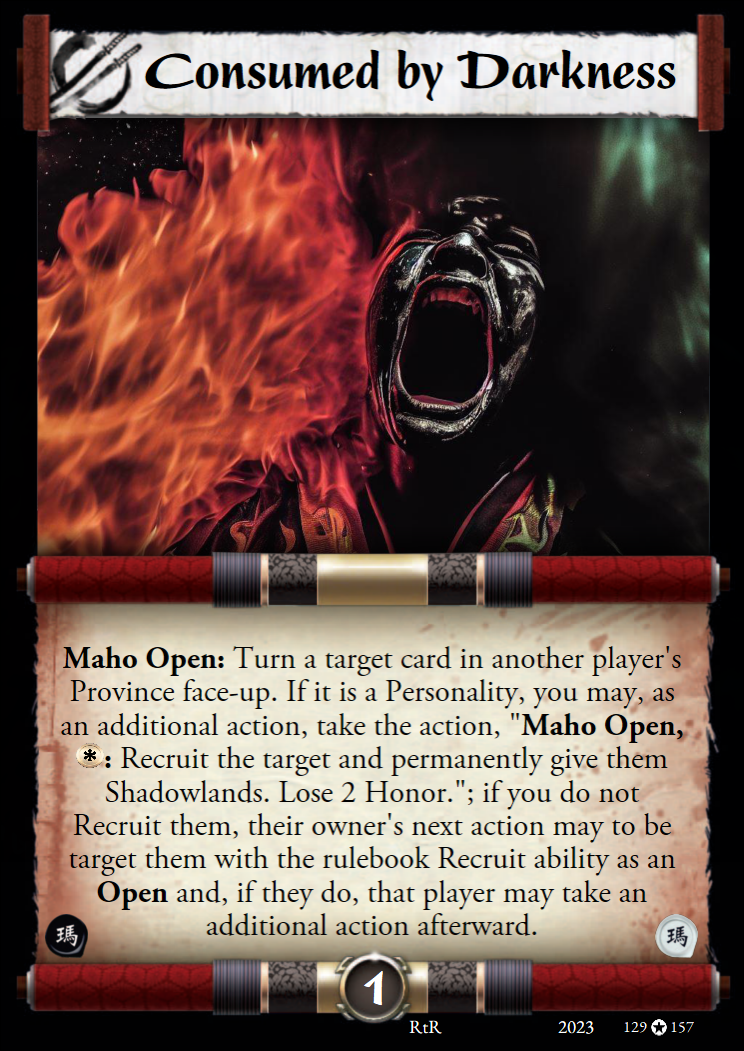 Consumed by Darkness
Maho Open: Turn a target card in another player's
Province face-up. If it is a Personality, you may, as
an additional action, take the action, "Maho Open,
*: Recruit the target and permanently give them
Shadowlands. Lose 2 Honor."; if you do not
Recruit them, their owner's next action may to be
target them with the rulebook Recruit ability as an
Open and, if they do, that player may take an
additional action afterward.
瑪 瑪
1
RtR 2023 129 ✪ 157